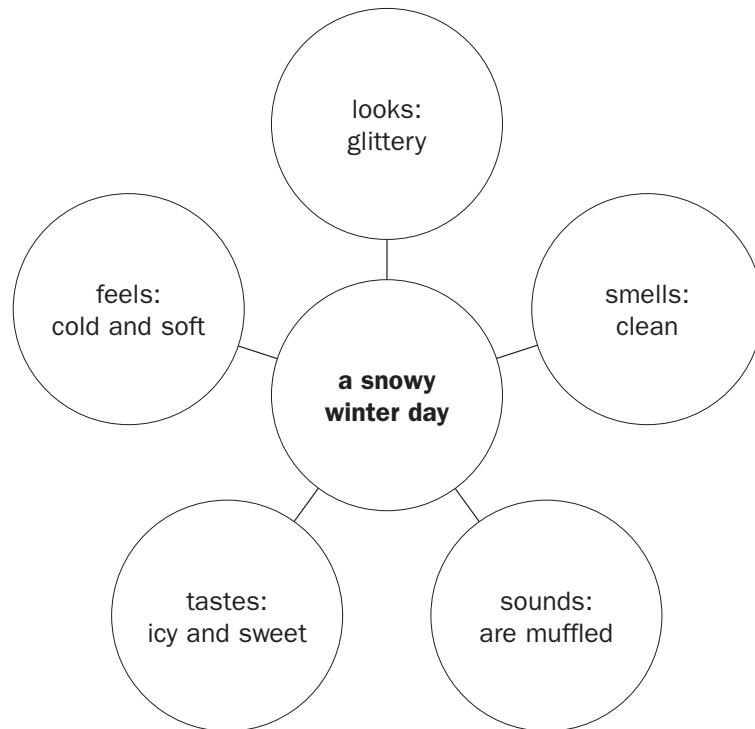 looks:
glittery
feels:
cold and soft
smells:
clean
a snowy
winter day
tastes:
icy and sweet
sounds:
are muffled